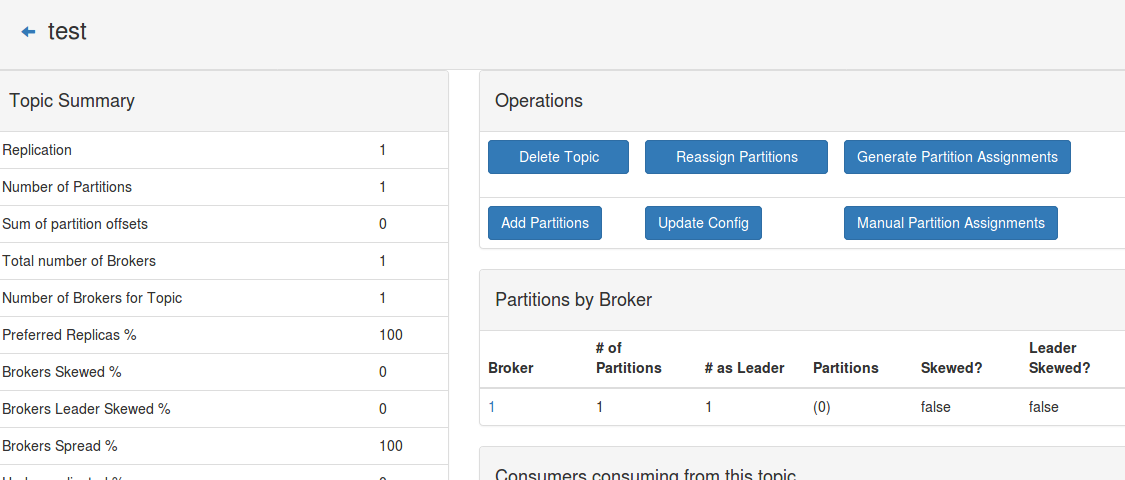 test
Topic Summary
Replication 1
Number of Partitions 1
Sum of partition offsets 0
Total number of Brokers 1
Number of Brokers for Topic 1
Preferred Replicas % 100
Brokers Skewed % 0
Brokers Leader Skewed % 0
Brokers Spread % 100
Operations
Delete Topic Reassign Partitions Generate Partition Assignments
Add Partitions Update Config Manual Partition Assignments
Partitions by Broker
Broker # of Partitions # as Leader Partitions Skewed? Leader Skewed?
1 1 1 (0) false false
Consumers consuming from this topic